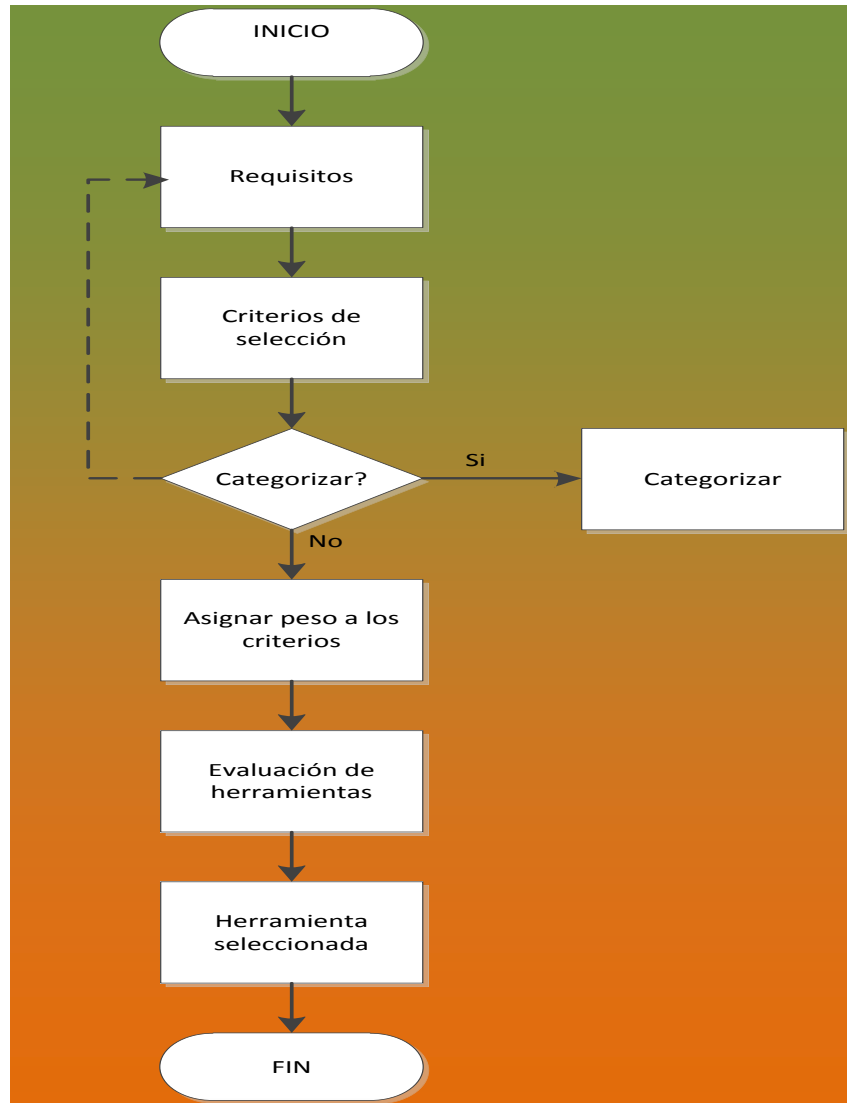 INICIO
Requisitos
Criterios de
selección
Categorizar?
Si
Categorizar
No
Asignar peso a los
criterios
Evaluación de
herramientas
Herramienta
seleccionada
FIN